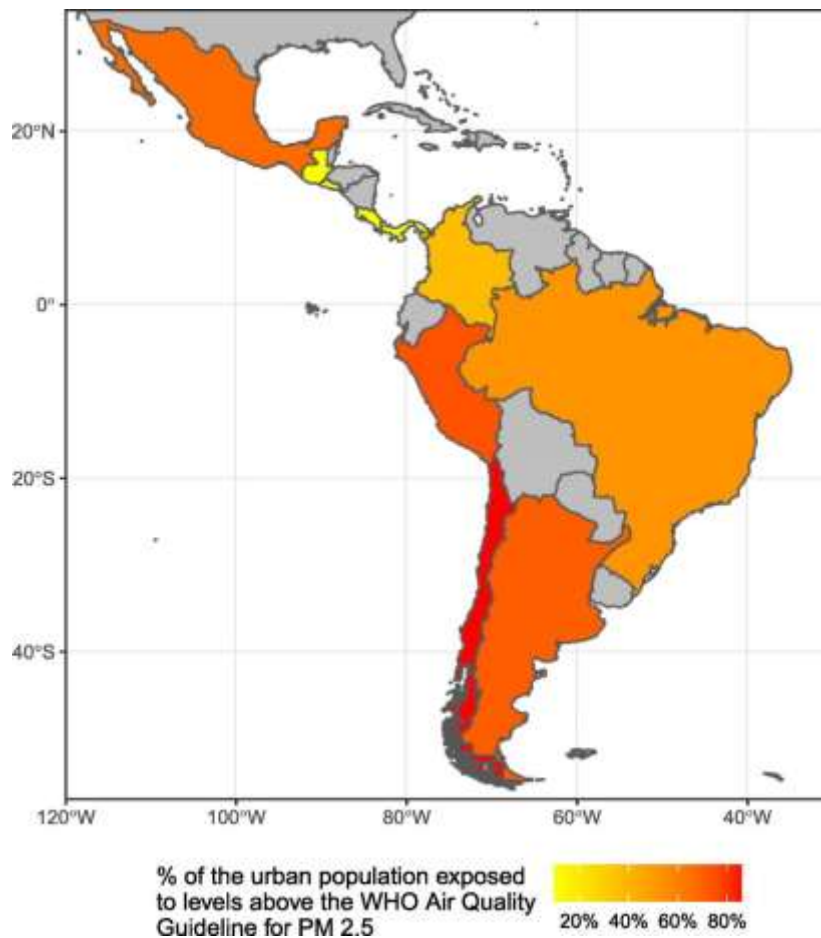 20°N
0°
20°S
40°S
120°W 100°W 80°W 60°W 40°W
% of the urban population exposed
to levels above the WHO Air Quality
Guideline for PM 2.5
20% 40% 60% 80%